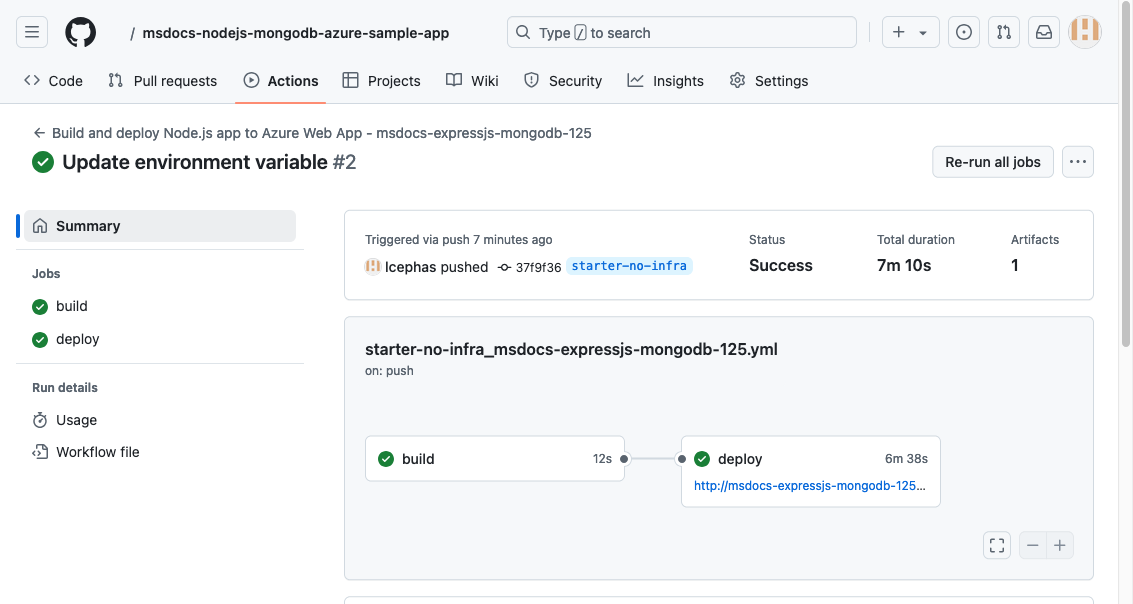 / msdocs-nodejs-mongodb-azure-sample-app
Type / to search
Code
Pull requests
Actions
Projects
Wiki
Security
Insights
Settings
Build and deploy Node.js app to Azure Web App - msdocs-expressjs-mongodb-125
Update environment variable #2
Re-run all jobs
Summary
Jobs
build
deploy
Run details
Usage
Workflow file
Triggered via push 7 minutes ago
Icephas pushed 37f9f36 starter-no-infra
Status
Success
Total duration
7m 10s
Artifacts
1
starter-no-infra_msdocs-expressjs-mongodb-125.yml
on: push
build 12s
deploy 6m 38s
http://msdocs-expressjs-mongodb-125...